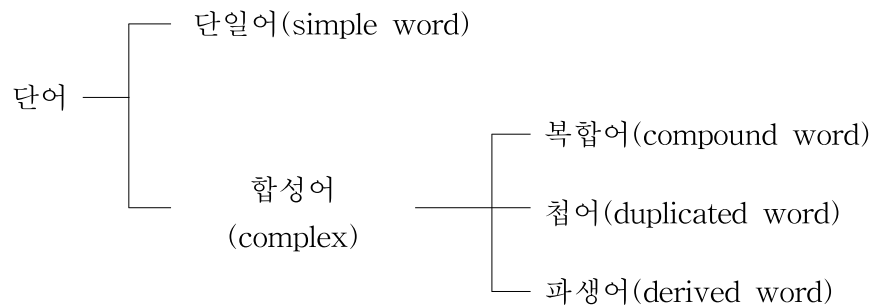 단일어(simple word)
단어
복합어(compound word)
합성어
(complex)
첩어(duplicated word)
파생어(derived word)